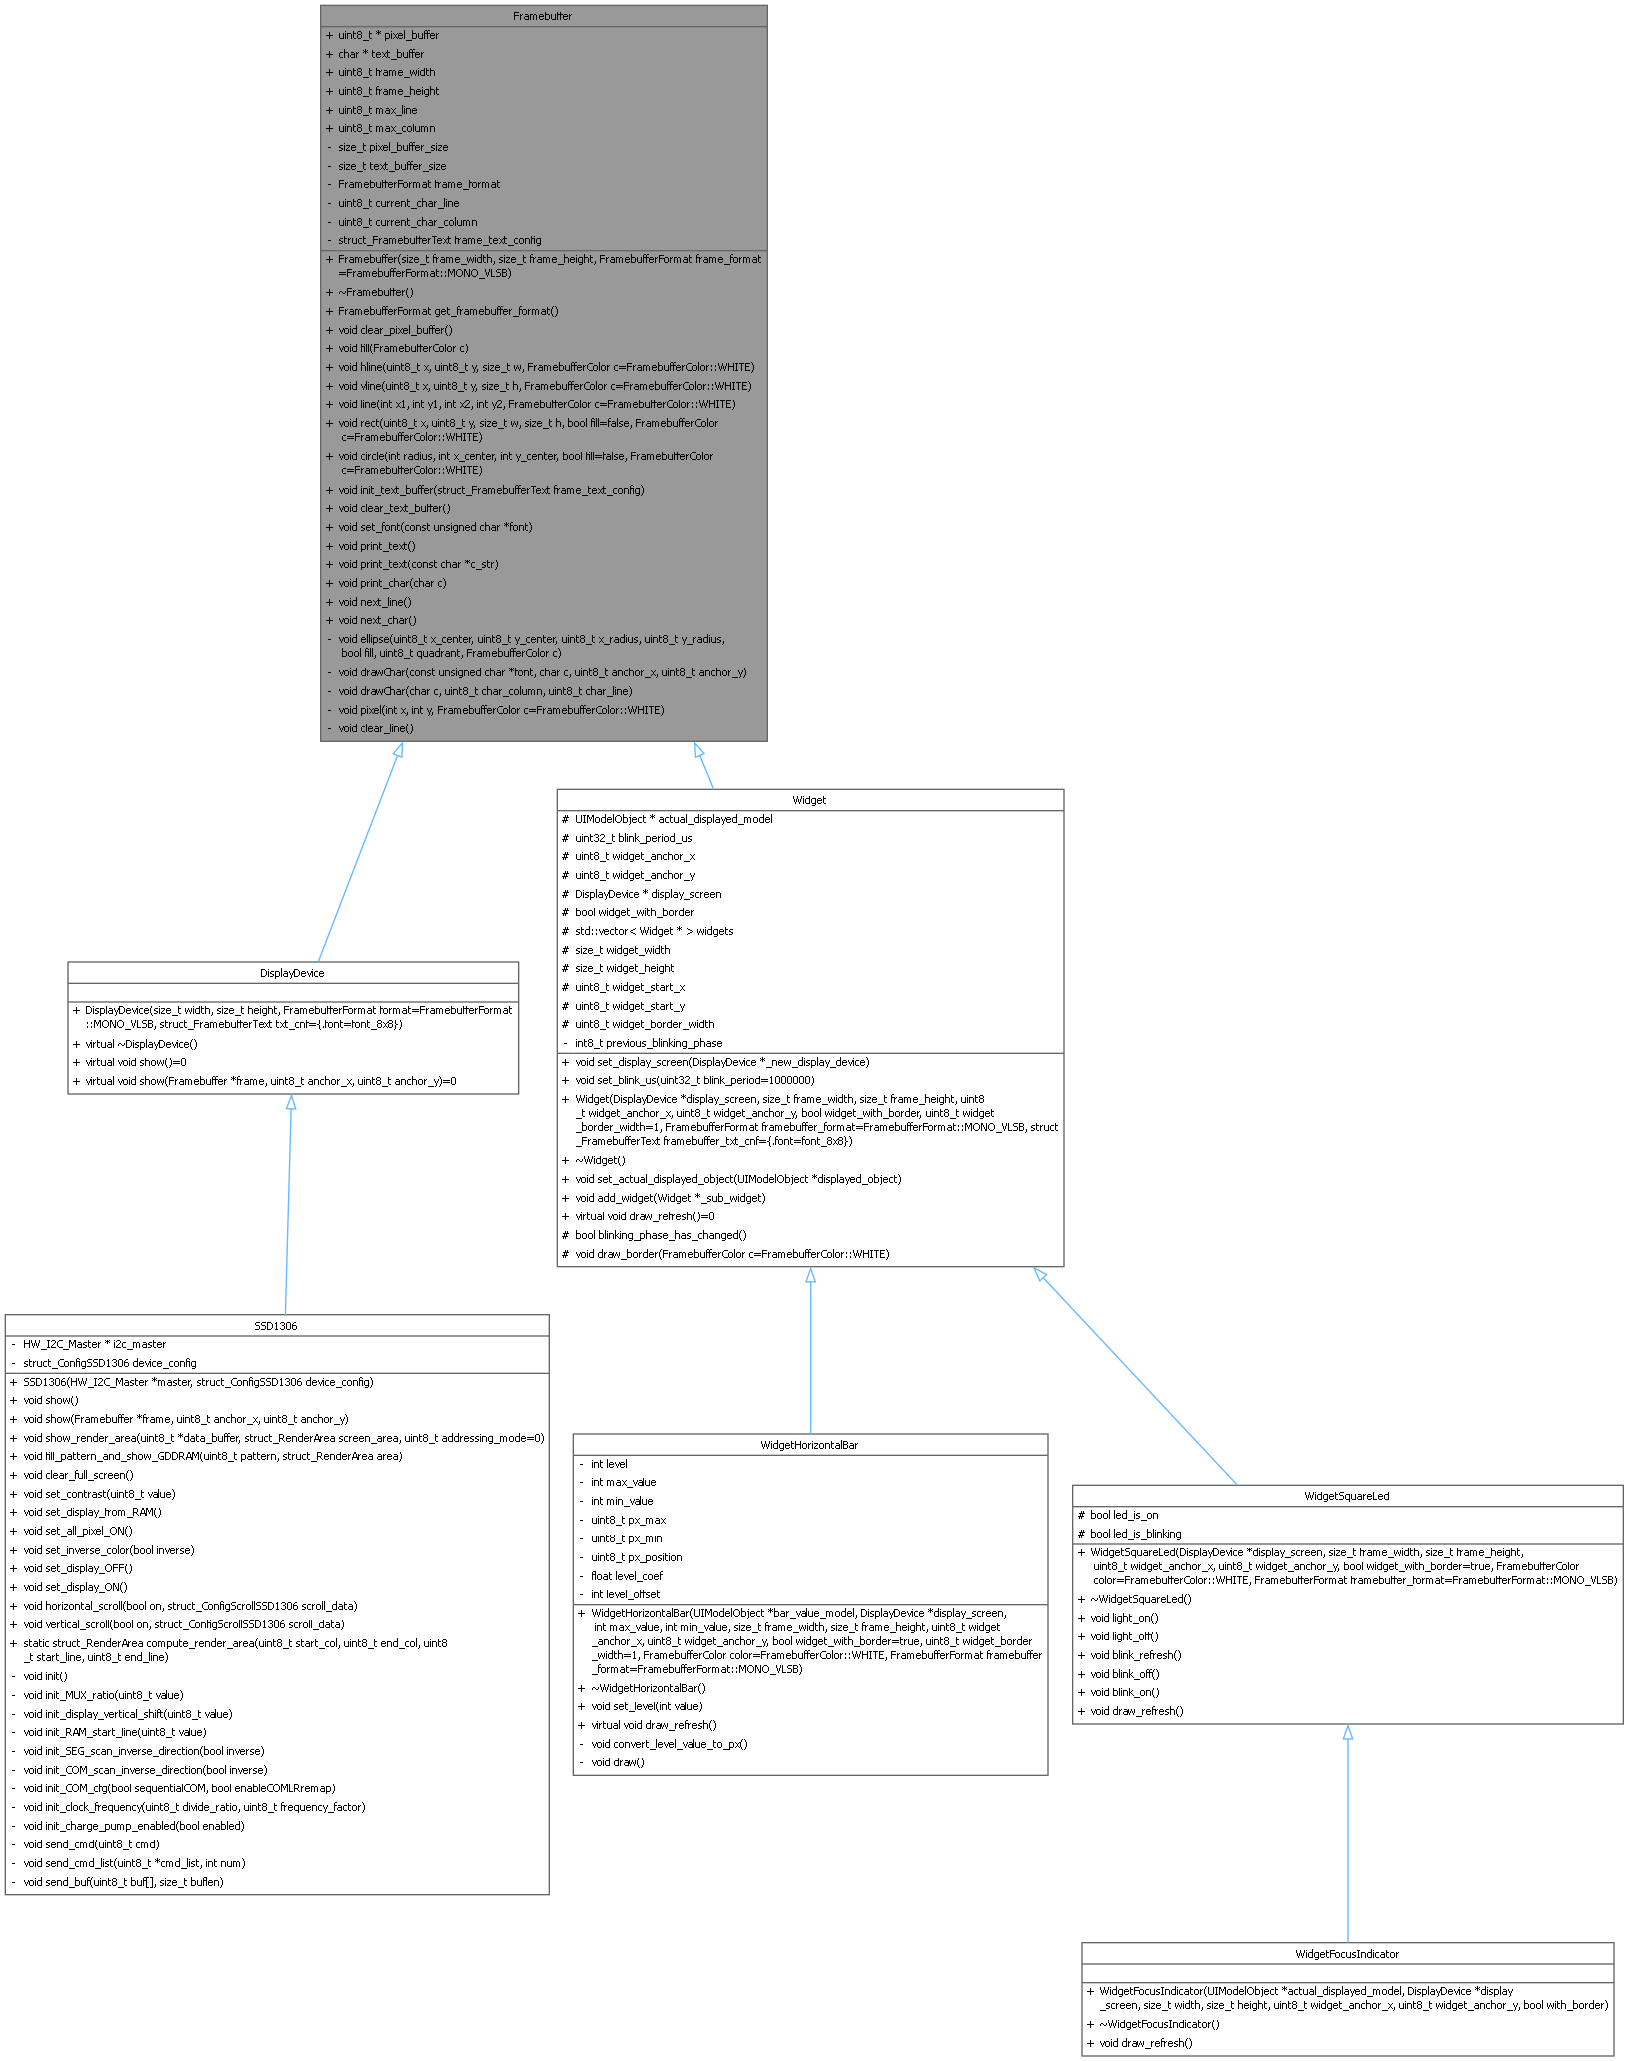 Framebuffer
+ uint8_t * pixel_buffer
+ char * text_buffer
+ uint8_t frame_width
+ uint8_t frame_height
+ uint8_t max_line
+ uint8_t max_column
- size_t pixel_buffer_size
- size_t text_buffer_size
- FramebufferFormat frame_format
- uint8_t current_char_line
- uint8_t current_char_column
- struct_FramebufferText frame_text_config
+ Framebuffer(size_t frame_width, size_t frame_height, FramebufferFormat frame_format
=FramebufferFormat::MONO_VLSB)
+ ~Framebuffer()
+ FramebufferFormat get_framebuffer_format()
+ void clear_pixel_buffer()
+ void fill(FramebufferColor c)
+ void hline(uint8_t x, uint8_t y, size_t w, FramebufferColor c=FramebufferColor::WHITE)
+ void vline(uint8_t x, uint8_t y, size_t h, FramebufferColor c=FramebufferColor::WHITE)
+ void line(int x1, int y1, int x2, int y2, FramebufferColor c=FramebufferColor::WHITE)
+ void rect(uint8_t x, uint8_t y, size_t w, size_t h, bool fill=false, FramebufferColor
c=FramebufferColor::WHITE)
+ void circle(int radius, int x_center, int y_center, bool fill=false, FramebufferColor
c=FramebufferColor::WHITE)
+ void init_text_buffer(struct_FramebufferText frame_text_config)
+ void clear_text_buffer()
+ void set_font(const unsigned char *font)
+ void print_text()
+ void print_text(const char *c_str)
+ void print_char(char c)
+ void next_line()
+ void next_char()
- void ellipse(uint8_t x_center, uint8_t y_center, uint8_t x_radius, uint8_t y_radius,
bool fill, uint8_t quadrant, FramebufferColor c)
- void drawChar(const unsigned char *font, char c, uint8_t anchor_x, uint8_t anchor_y)
- void drawChar(char c, uint8_t char_column, uint8_t char_line)
- void pixel(int x, int y, FramebufferColor c=FramebufferColor::WHITE)
- void clear_line()
Widget
# UIModelObject * actual_displayed_model
# uint32_t blink_period_us
# uint8_t widget_anchor_x
# uint8_t widget_anchor_y
# DisplayDevice * display_screen
# bool widget_with_border
# std::vector< Widget * > widgets
# size_t widget_width
# size_t widget_height
# uint8_t widget_start_x
# uint8_t widget_start_y
# uint8_t widget_border_width
- int8_t previous_blinking_phase
+ void set_display_screen(DisplayDevice *_new_display_device)
+ void set_blink_us(uint32_t blink_period=1000000)
+ Widget(DisplayDevice *display_screen, size_t frame_width, size_t frame_height, uint8
_t widget_anchor_x, uint8_t widget_anchor_y, bool widget_with_border, uint8_t widget
_border_width=1, FramebufferFormat framebuffer_format=FramebufferFormat::MONO_VLSB, struct
_FramebufferText framebuffer_txt_cnf={.font=font_8x8})
+ ~Widget()
+ void set_actual_displayed_object(UIModelObject *displayed_object)
+ void add_widget(Widget *_sub_widget)
+ virtual void draw_refresh()=0
# bool blinking_phase_has_changed()
# void draw_border(FramebufferColor c=FramebufferColor::WHITE)
DisplayDevice
+ DisplayDevice(size_t width, size_t height, FramebufferFormat format=FramebufferFormat
::MONO_VLSB, struct_FramebufferText txt_cnf={.font=font_8x8})
+ virtual ~DisplayDevice()
+ virtual void show()=0
+ virtual void show(Framebuffer *frame, uint8_t anchor_x, uint8_t anchor_y)=0
SSD1306
- HW_I2C_Master * i2c_master
- struct_ConfigSSD1306 device_config
+ SSD1306(HW_I2C_Master *master, struct_ConfigSSD1306 device_config)
+ void show()
+ void show(Framebuffer *frame, uint8_t anchor_x, uint8_t anchor_y)
+ void show_render_area(uint8_t *data_buffer, struct_RenderArea screen_area, uint8_t addressing_mode=0)
+ void fill_pattern_and_show_GDDRAM(uint8_t pattern, struct_RenderArea area)
+ void clear_full_screen()
+ void set_contrast(uint8_t value)
+ void set_display_from_RAM()
+ void set_all_pixel_ON()
+ void set_inverse_color(bool inverse)
+ void set_display_OFF()
+ void set_display_ON()
+ void horizontal_scroll(bool on, struct_ConfigScrollSSD1306 scroll_data)
+ void vertical_scroll(bool on, struct_ConfigScrollSSD1306 scroll_data)
+ static struct_RenderArea compute_render_area(uint8_t start_col, uint8_t end_col, uint8
_t start_line, uint8_t end_line)
- void init()
- void init_MUX_ratio(uint8_t value)
- void init_display_vertical_shift(uint8_t value)
- void init_RAM_start_line(uint8_t value)
- void init_SEG_scan_inverse_direction(bool inverse)
- void init_COM_scan_inverse_direction(bool inverse)
- void init_COM_cfg(bool sequentialCOM, bool enableCOMLRremap)
- void init_clock_frequency(uint8_t divide_ratio, uint8_t frequency_factor)
- void init_charge_pump_enabled(bool enabled)
- void send_cmd(uint8_t cmd)
- void send_cmd_list(uint8_t *cmd_list, int num)
- void send_buf(uint8_t buf[], size_t buflen)
WidgetHorizontalBar
- int level
- int max_value
- int min_value
- uint8_t px_max
- uint8_t px_min
- uint8_t px_position
- float level_coef
- int level_offset
+ WidgetHorizontalBar(UIModelObject *bar_value_model, DisplayDevice *display_screen,
int max_value, int min_value, size_t frame_width, size_t frame_height, uint8_t widget
_anchor_x, uint8_t widget_anchor_y, bool widget_with_border=true, uint8_t widget_border
_width=1, FramebufferColor color=FramebufferColor::WHITE, FramebufferFormat framebuffer
_format=FramebufferFormat::MONO_VLSB)
+ ~WidgetHorizontalBar()
+ void set_level(int value)
+ virtual void draw_refresh()
- void convert_level_value_to_px()
- void draw()
WidgetSquareLed
# bool led_is_on
# bool led_is_blinking
+ WidgetSquareLed(DisplayDevice *display_screen, size_t frame_width, size_t frame_height,
uint8_t widget_anchor_x, uint8_t widget_anchor_y, bool widget_with_border=true, FramebufferColor
color=FramebufferColor::WHITE, FramebufferFormat framebuffer_format=FramebufferFormat::MONO_VLSB)
+ ~WidgetSquareLed()
+ void light_on()
+ void light_off()
+ void blink_refresh()
+ void blink_off()
+ void blink_on()
+ void draw_refresh()
WidgetFocusIndicator
+ WidgetFocusIndicator(UIModelObject *actual_displayed_model, DisplayDevice *display
_screen, size_t width, size_t height, uint8_t widget_anchor_x, uint8_t widget_anchor_y, bool with_border)
+ ~WidgetFocusIndicator()
+ void draw_refresh()